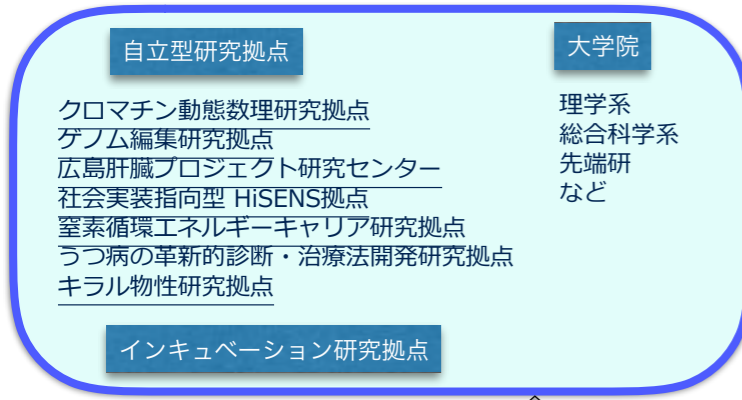 自立型研究拠点
クロマチン動態数理研究拠点
ゲノム編集研究拠点
広島肝臓プロジェクト研究センター
社会実装指向型 HiSENS拠点
窒素循環エネルギーキャリア研究拠点
うつ病の革新的診断・治療法開発研究拠点
キラル物性研究拠点
インキュベーション研究拠点
大学院
理学系
総合科学系
先端研
など